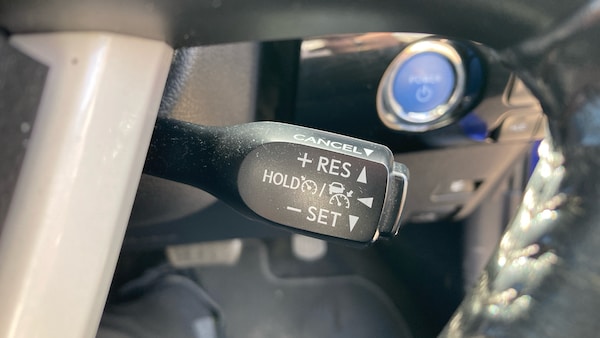 POWER
CANCEL▼
+ RES ▲
HOLD /
− SET ▼